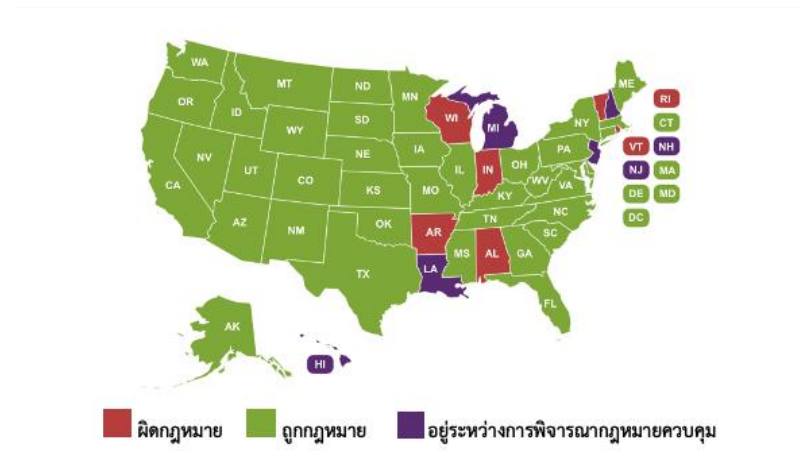 WA
MT
ND
MN
ME
OR
ID
SD
WI
MI
NY
RI
CT
WY
IA
PA
VT
NH
NV
UT
NE
IL
IN
OH
NJ
MA
CA
CO
KS
MO
WV
VA
KY
DE
MD
AZ
NM
OK
AR
TN
NC
DC
TX
LA
MS
AL
GA
SC
FL
AK
HI
ผิดกฎหมาย
ถูกกฎหมาย
อยู่ระหว่างการพิจารณากฎหมายควบคุม